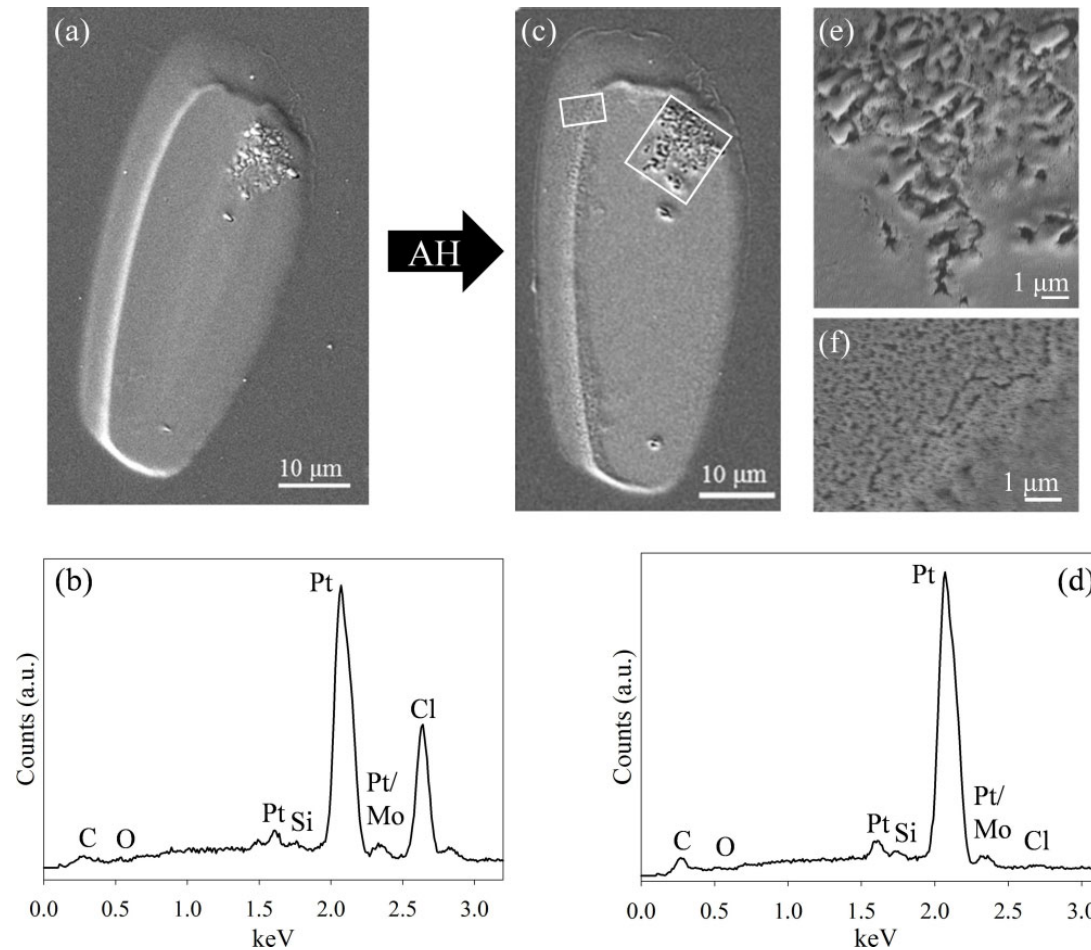 (a)
10 μm
AH
(c)
10 μm
(e)
1 μm
(f)
1 μm
(b)
Counts (a.u.)
C
O
Pt
Si
Pt
Pt/
Mo
Cl
0.0 0.5 1.0 1.5 2.0 2.5 3.0
keV
(d)
Counts (a.u.)
C
O
Pt
Si
Pt
Pt/
Mo
Cl
0.0 0.5 1.0 1.5 2.0 2.5 3.0
keV